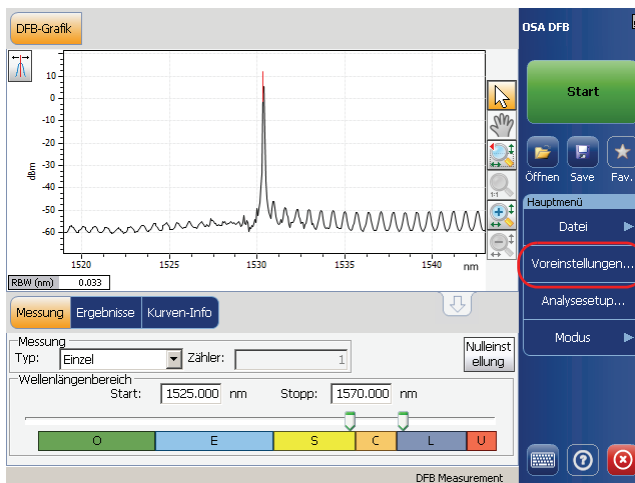 DFB-Grafik
OSA DFB
10
0
-10
-20
-30
-40
-50
-60
dBm
1520
1525
1530
1535
1540
nm
1:1
RBW (nm) 0.033
Start
Öffnen Save Fav.
Hauptmenü
Datei
Voreinstellungen...
Analysesetup...
Modus
Messung Ergebnisse Kurven-Info
Messung
Typ: Einzel Zähler: 1
Nulleinst
ellung
Wellenlängenbereich
Start: 1525.000 nm Stopp: 1570.000 nm
O E S C L U
DFB Measurement